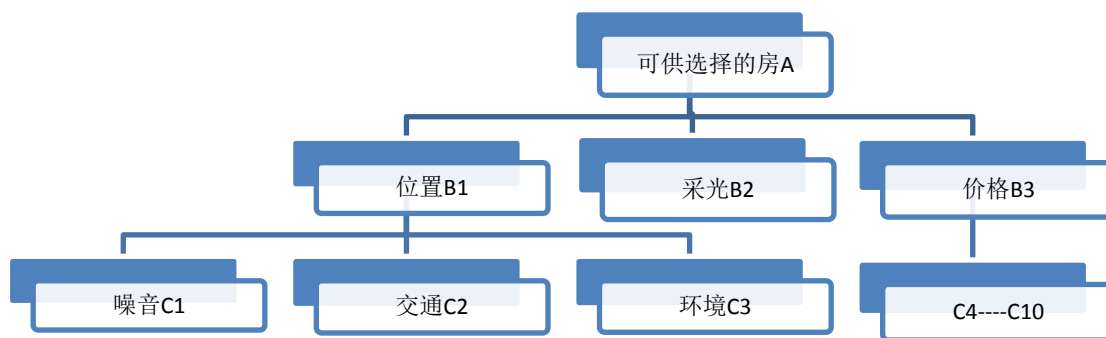 可供选择的房A
位置B1
采光B2
价格B3
噪音C1
交通C2
环境C3
C4----C10